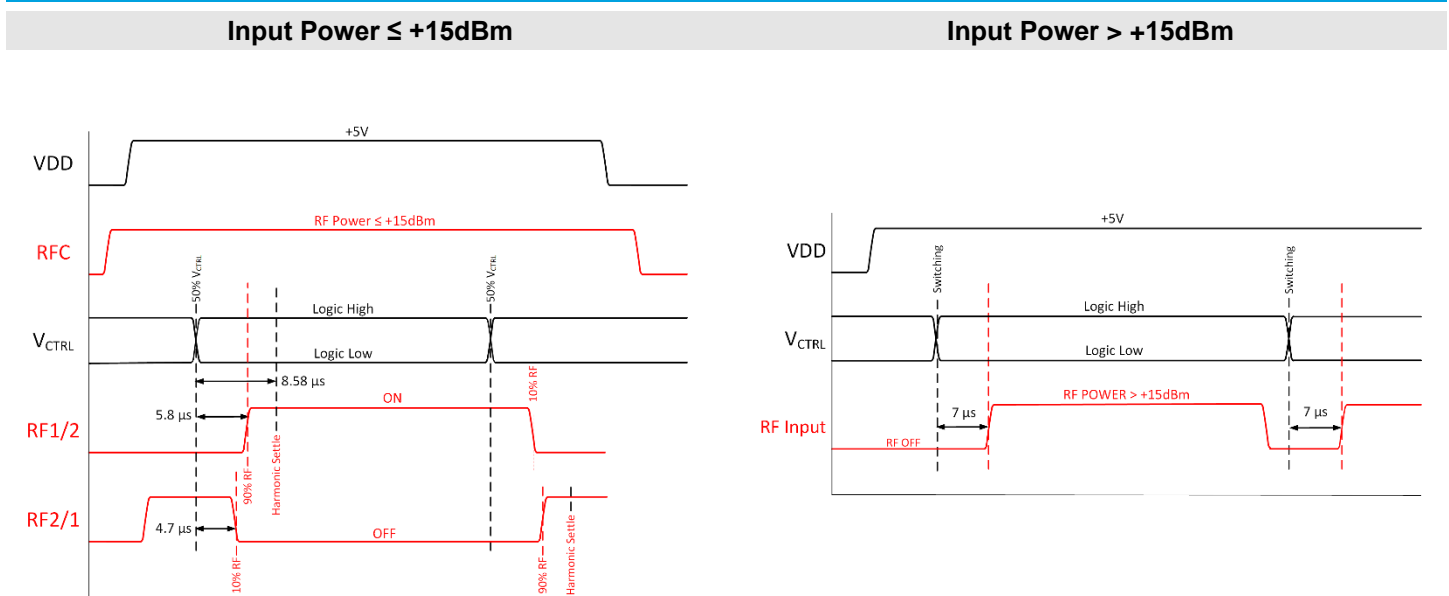 Input Power ≤ +15dBm
Input Power > +15dBm
+5V
VDD
RF Power ≤ +15dBm
RFC
50% VCTRL
50% VCTRL
Logic High
VCTRL
Logic Low
8.58 µs
10% RF
ON
5.8 µs
RF1/2
90% RF
Harmonic Settle
RF2/1
4.7 µs
OFF
10% RF
90% RF
Harmonic Settle
+5V
VDD
Switching
Switching
Logic High
VCTRL
Logic Low
RF POWER > +15dBm
7 µs
7 µs
RF Input
RF OFF